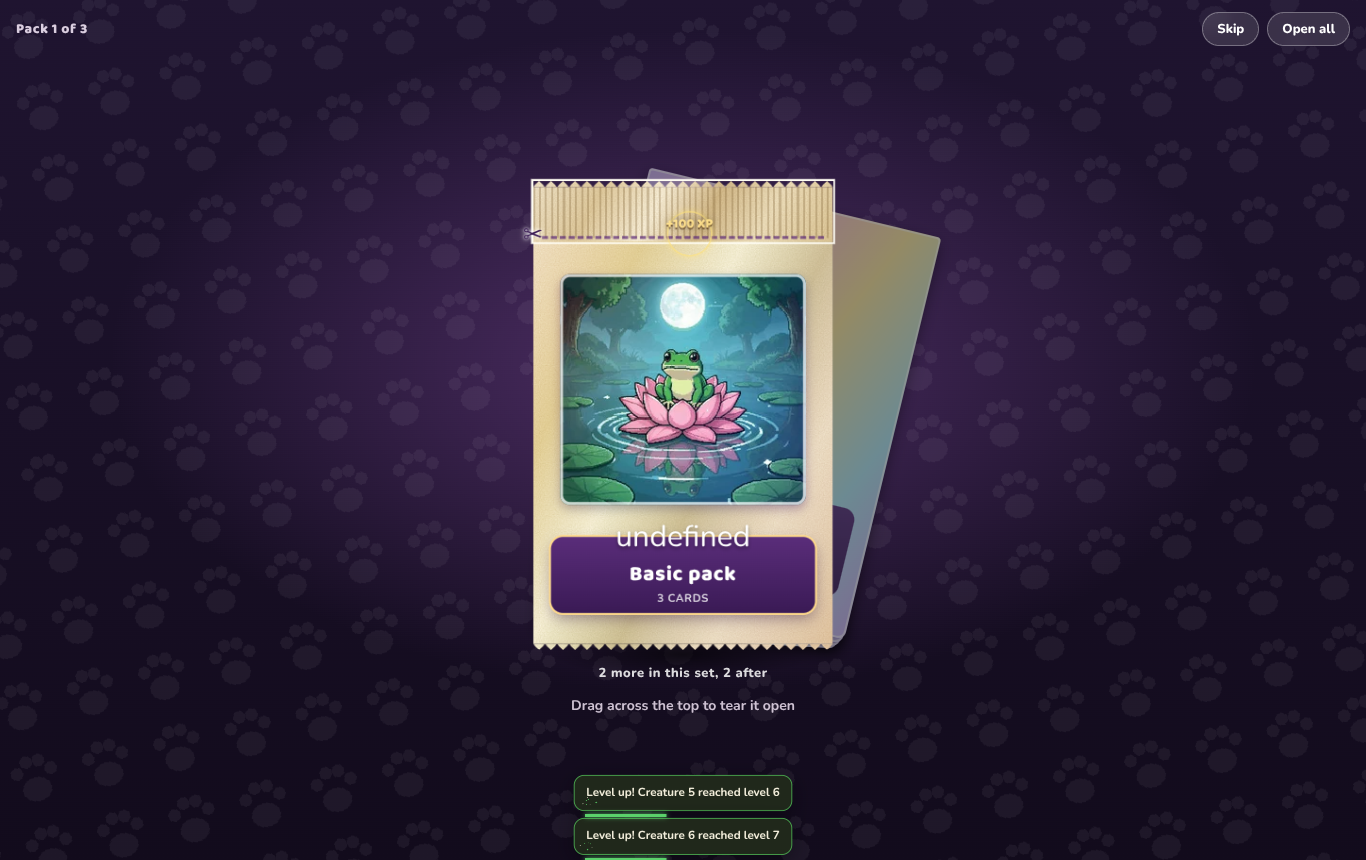 Pack 1 of 3
Skip
Open all
+100 XP
undefined
Basic pack
3 CARDS
2 more in this set, 2 after
Drag across the top to tear it open
Level up! Creature 5 reached level 6
Level up! Creature 6 reached level 7